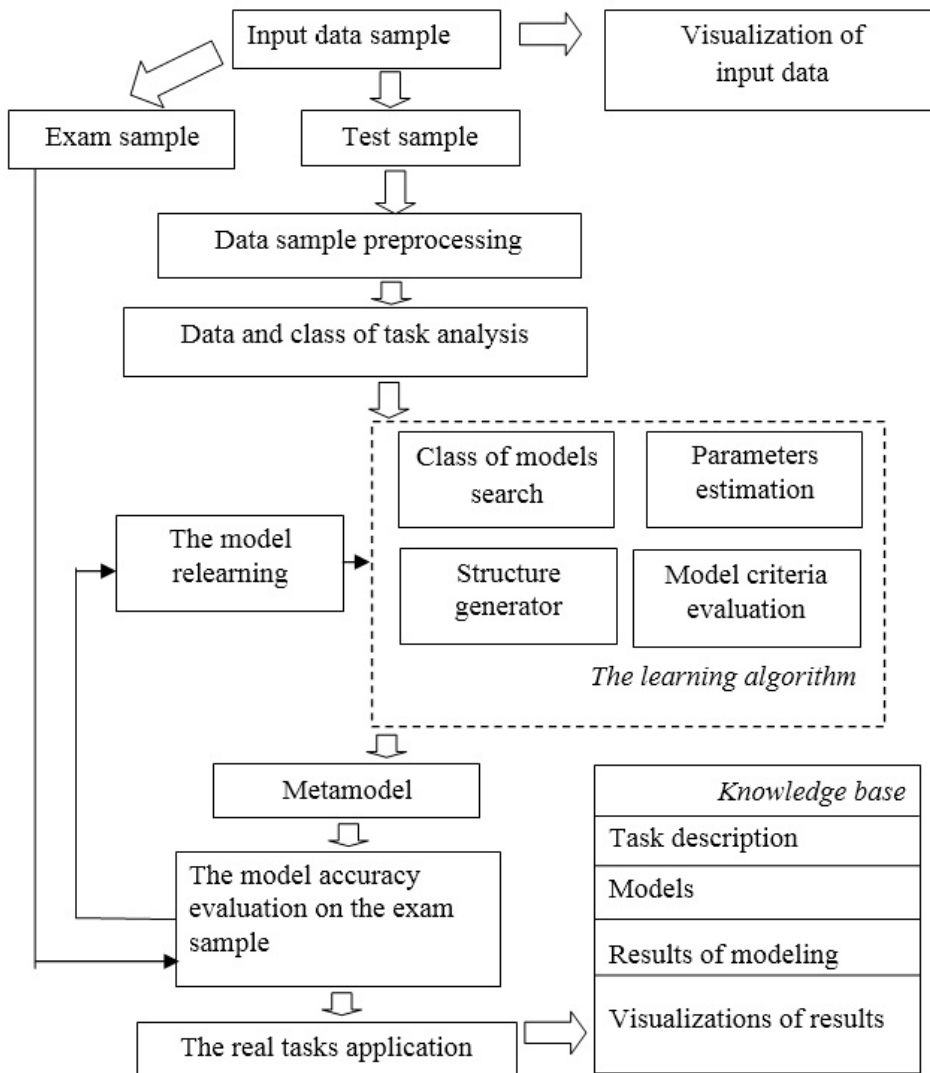 Input data sample
Visualization of
input data
Exam sample
Test sample
Data sample preprocessing
Data and class of task analysis
Class of models
search
Parameters
estimation
The model
relearning
Structure
generator
Model criteria
evaluation
The learning algorithm
Metamodel
The model accuracy
evaluation on the exam
sample
The real tasks application
Knowledge base
Task description
Models
Results of modeling
Visualizations of results